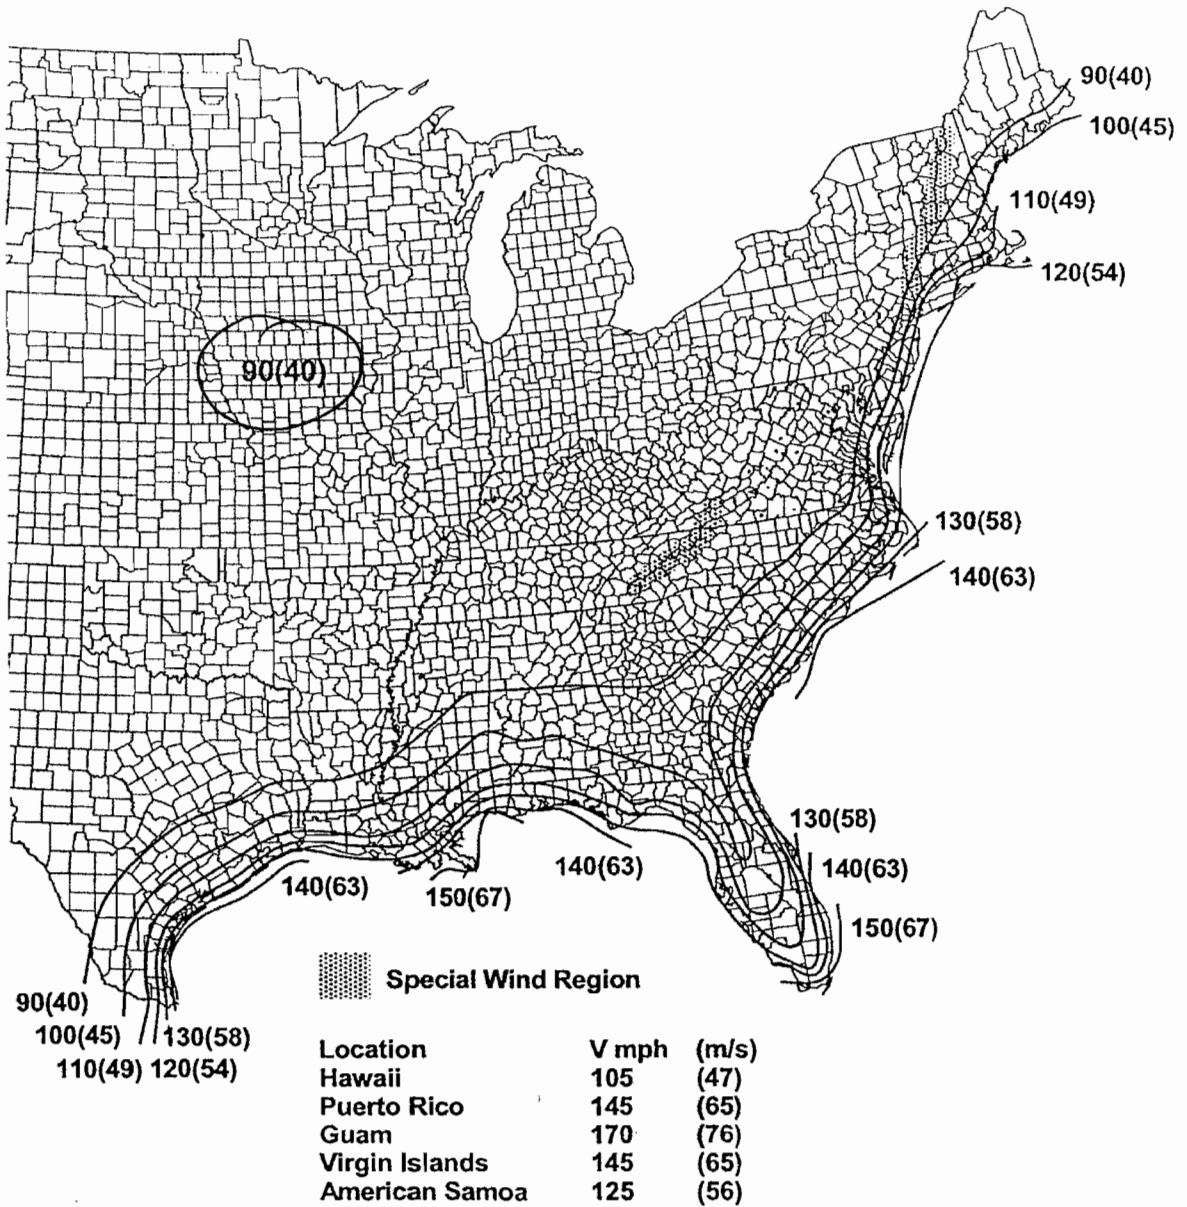 90(40)
100(45)
110(49)
120(54)
90(40)
130(58)
140(63)
130(58)
140(63)
140(63)
140(63)
150(67)
150(67)
90(40)
100(45)
130(58)
110(49)
120(54)
Special Wind Region
Location V mph (m/s)
Hawaii 105 (47)
Puerto Rico 145 (65)
Guam 170 (76)
Virgin Islands 145 (65)
American Samoa 125 (56)